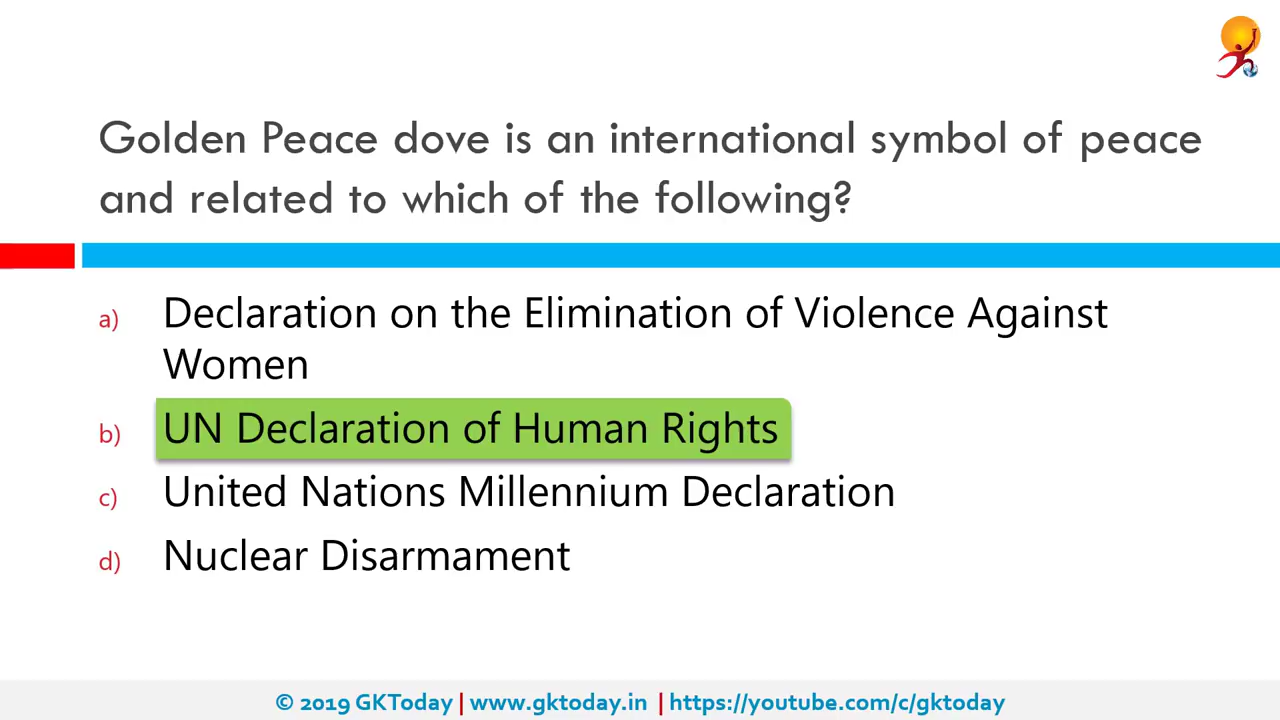 Golden Peace dove is an international symbol of peace
and related to which of the following?
a) Declaration on the Elimination of Violence Against
Women
b) UN Declaration of Human Rights
c) United Nations Millennium Declaration
d) Nuclear Disarmament
© 2019 GKToday | www.gktoday.in | https://youtube.com/c/gktoday